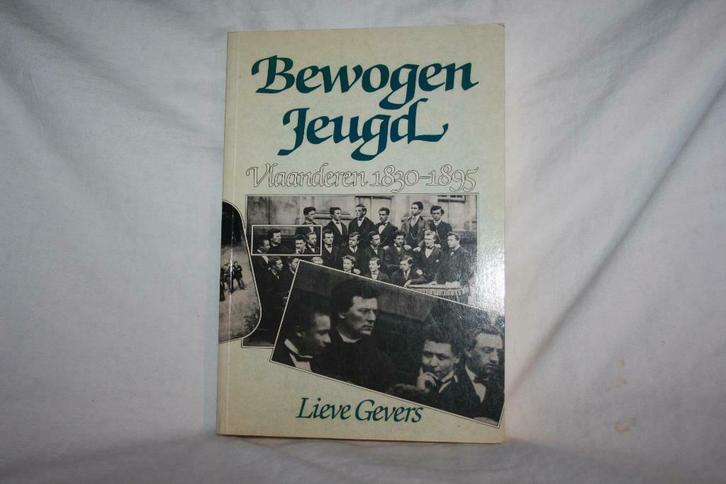 Bewogen
Jeugd
Vlaanderen 1830-1895
Lieve Gevers